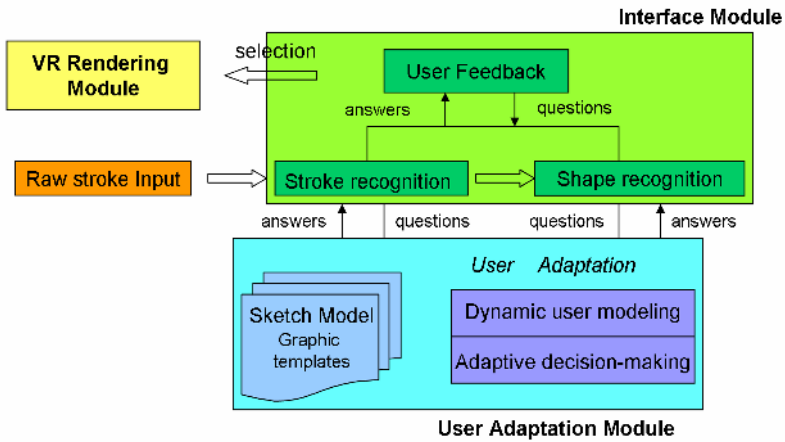 Interface Module
selection
VR Rendering
Module
User Feedback
answers
questions
Raw stroke Input
Stroke recognition
Shape recognition
answers
questions
questions
answers
User Adaptation
Sketch Model
Graphic
templates
Dynamic user modeling
Adaptive decision-making
User Adaptation Module